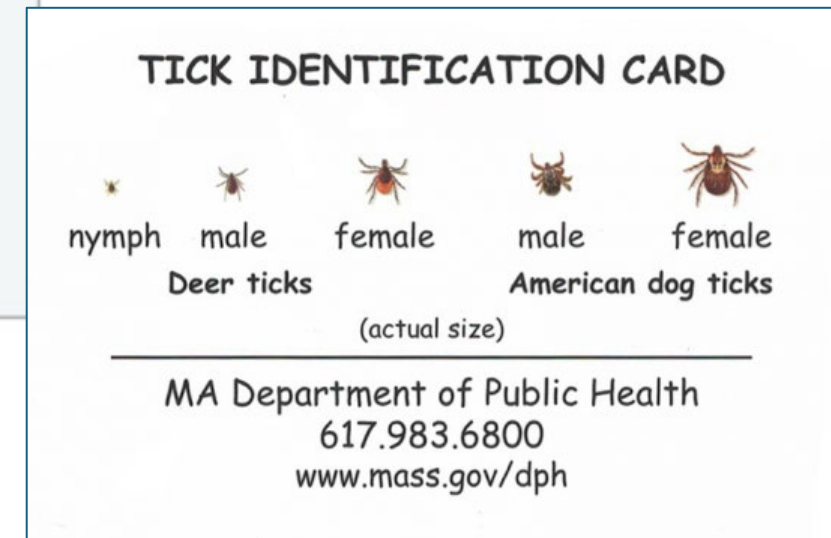 TICK IDENTIFICATION CARD
nymph male female male female
Deer ticks American dog ticks
(actual size)
MA Department of Public Health
617.983.6800
www.mass.gov/dph